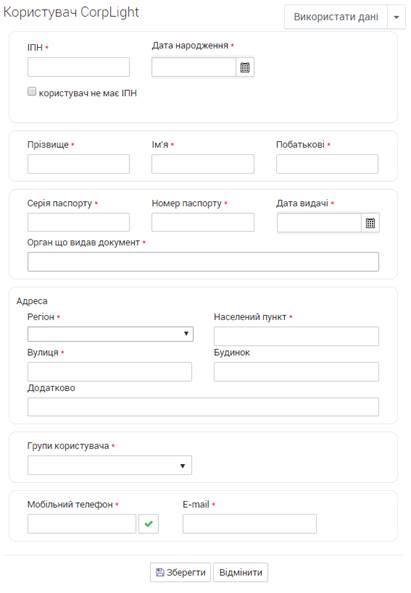 Користувач CorpLight
Використати дані
ІПН * Дата народження *
користувач не має ІПН
Прізвище * Ім'я * Побатькові *
Серія паспорту * Номер паспорту * Дата видачі *
Орган що видав документ *
Адреса
Регіон * Населений пункт *
Вулиця * Будинок
Додатково
Групи користувача *
Мобільний телефон * E-mail *
Зберегти Відмінити